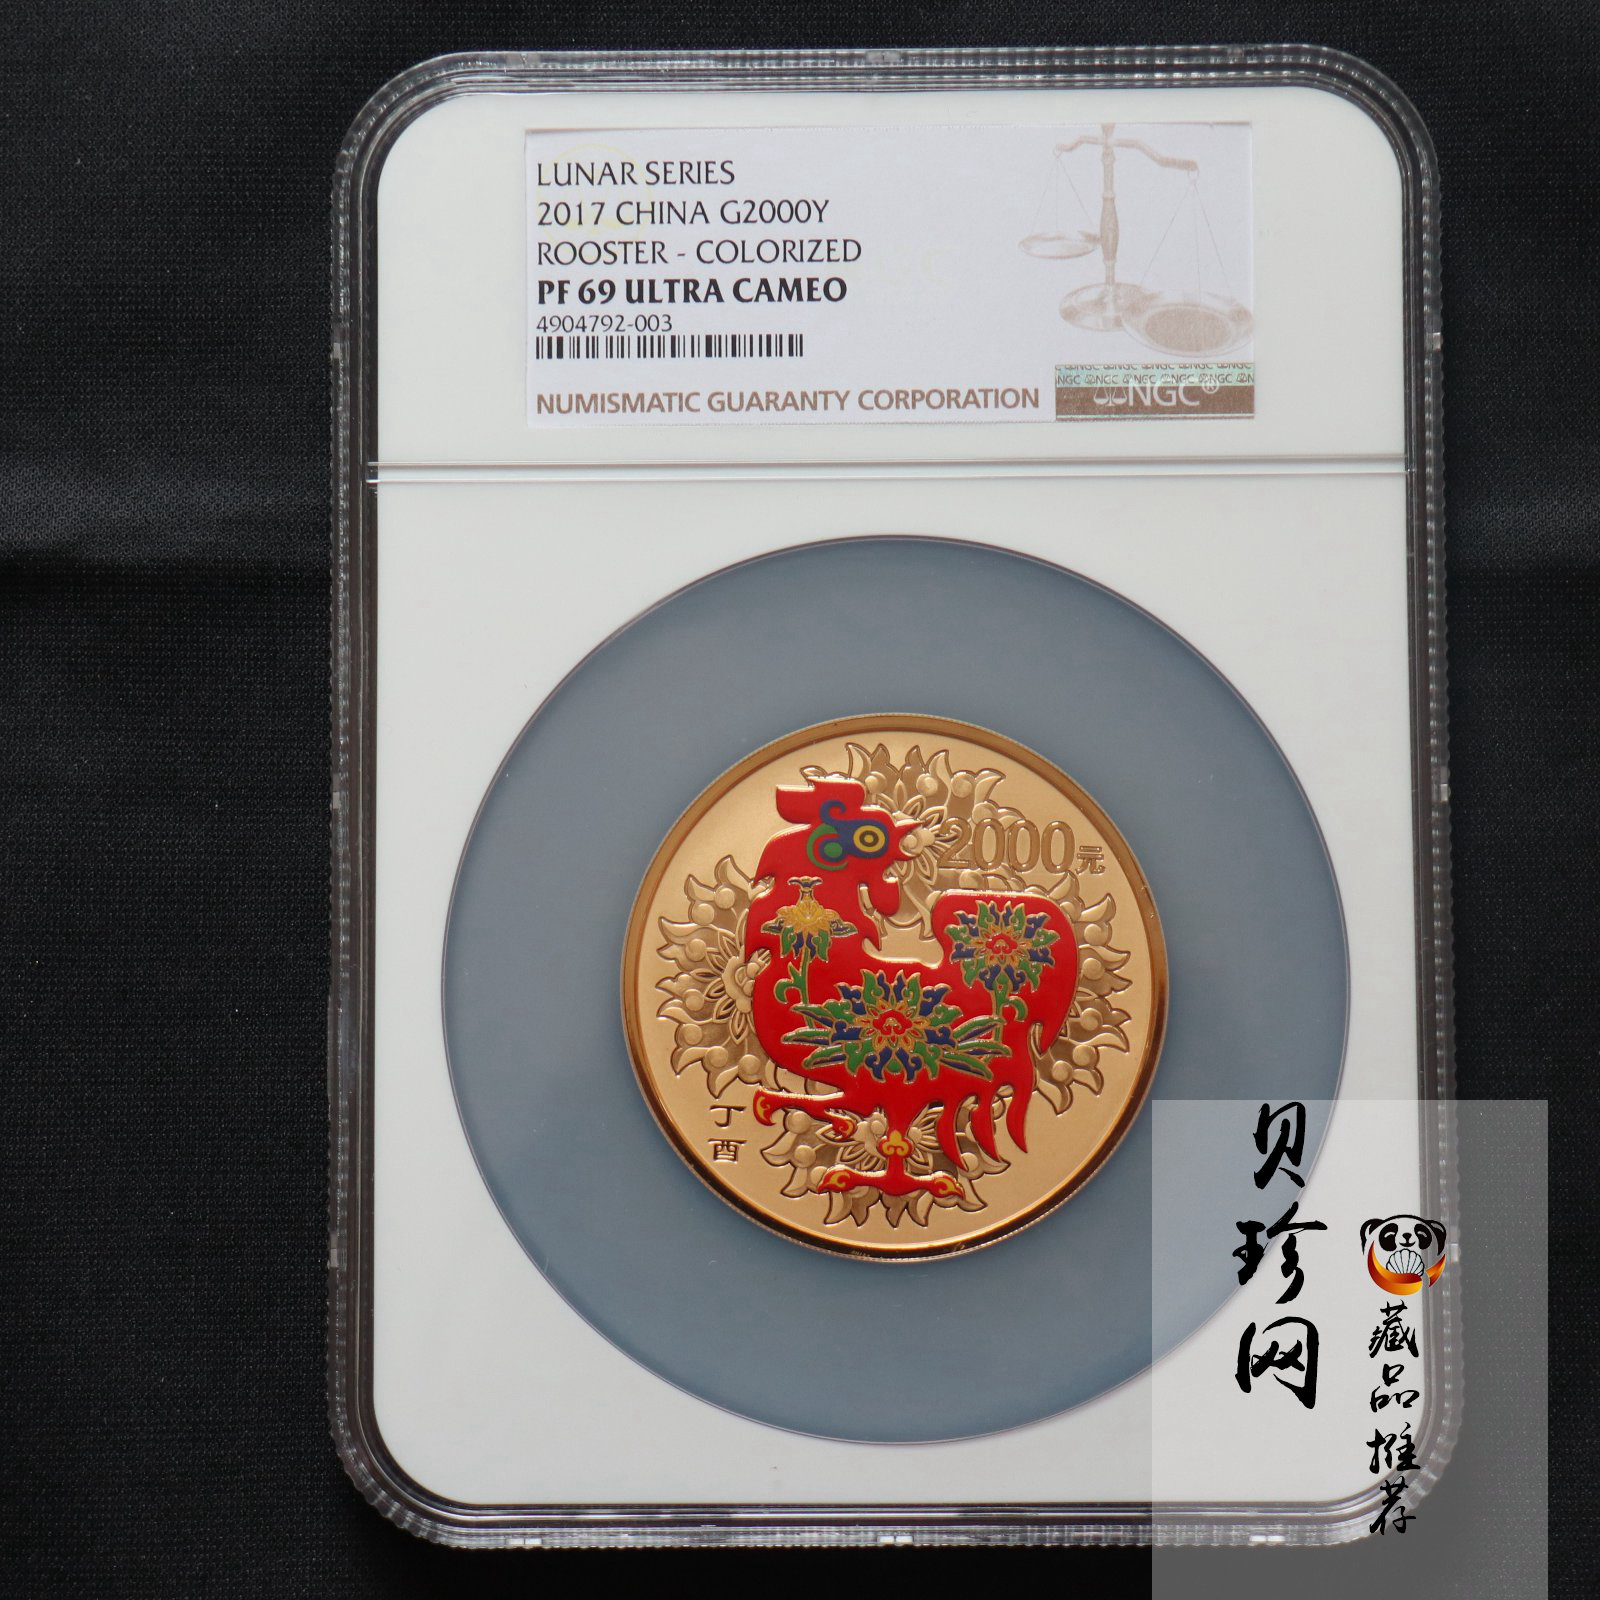 LUNAR SERIES
2017 CHINA G2000Y
ROOSTER - COLORIZED
PF 69 ULTRA CAMEO
4904792-003
NUMISMATIC GUARANTY CORPORATION
NGC®
2000元
丁
酉
贝珍网
藏品推荐